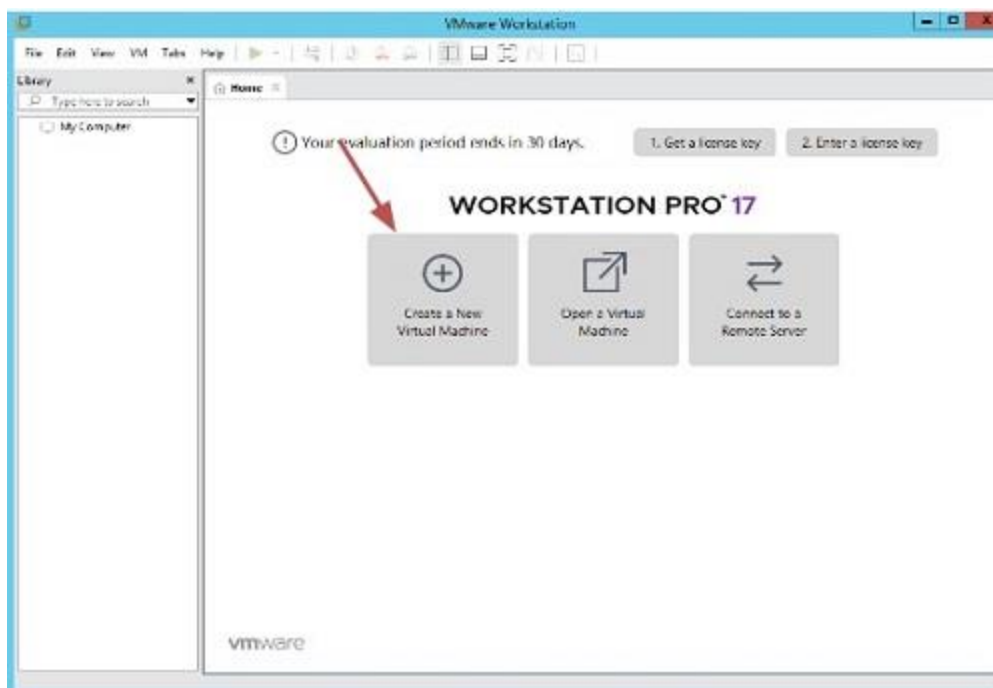 VMware Workstation
File Edit View VM Tabs Help
Library
Type here to search
My Computer
Home
Your evaluation period ends in 30 days.
1. Get a license key
2. Enter a license key
WORKSTATION PRO™ 17
Create a New
Virtual Machine
Open a Virtual
Machine
Connect to a
Remote Server
vmware